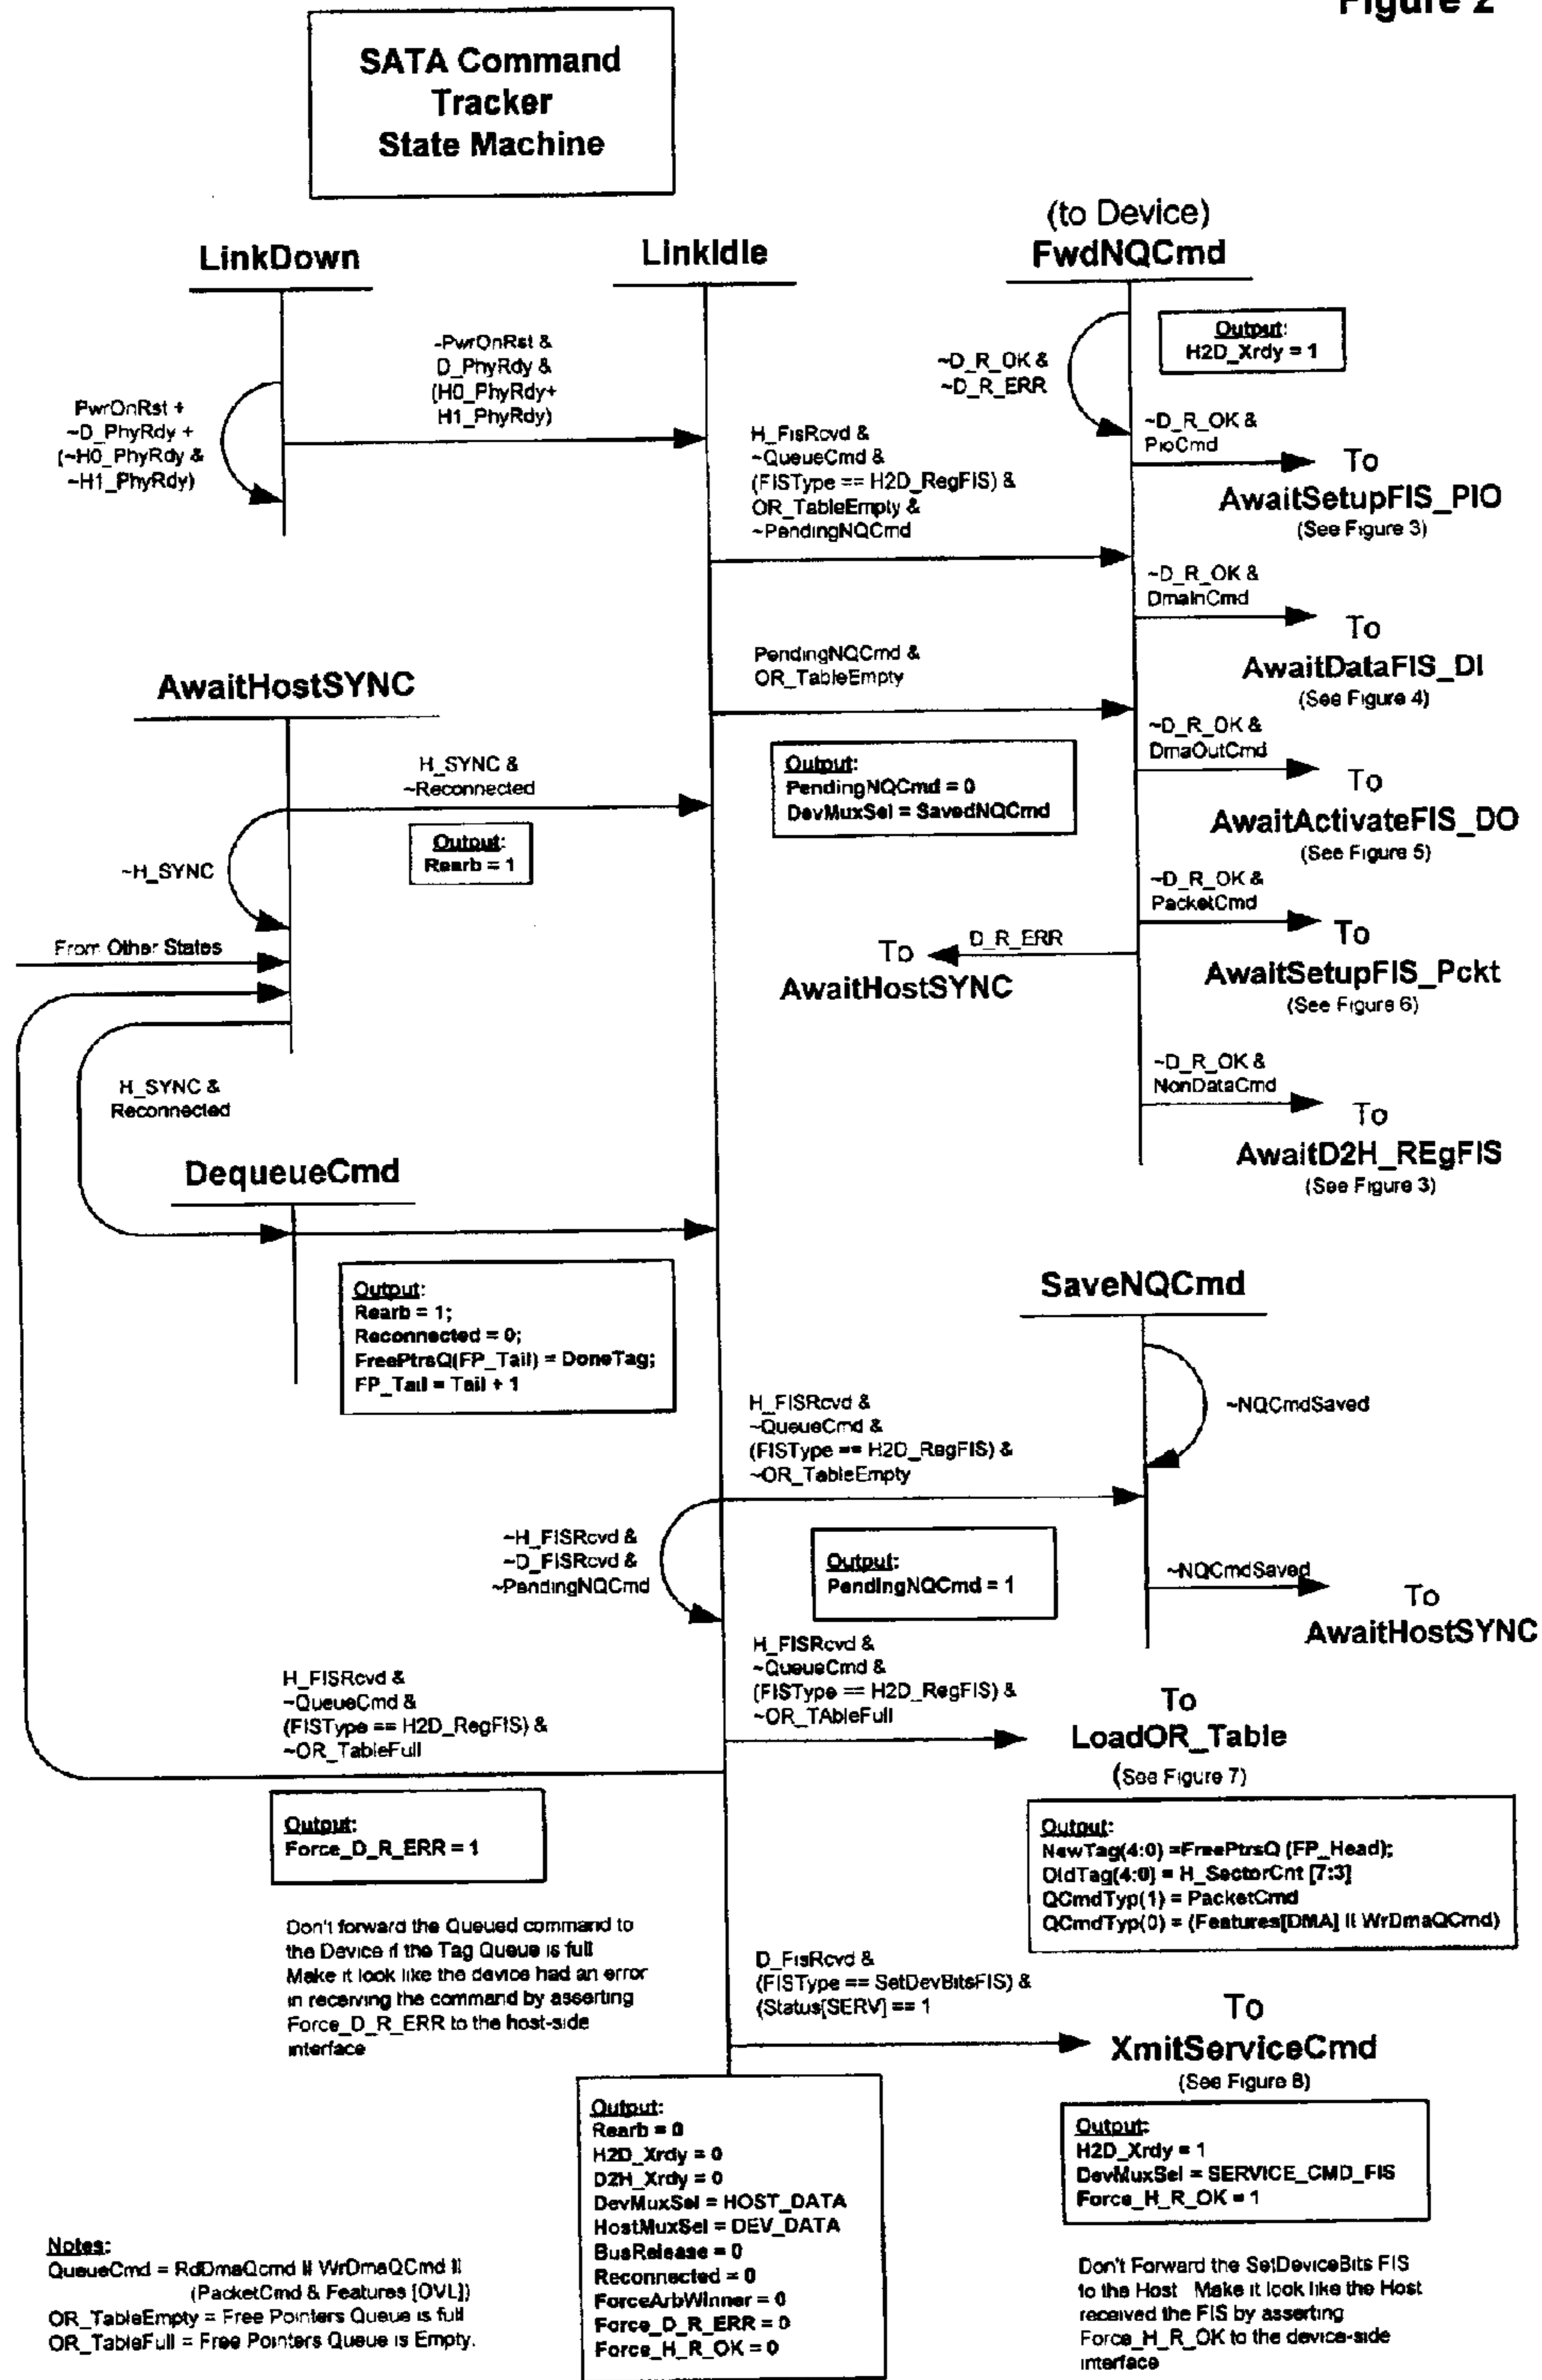 Figure 2
SATA Command
Tracker
State Machine
LinkDown
PwrOnRst +
~D_PhyRdy +
(~H0_PhyRdy &
~H1_PhyRdy)
-PwrOnRst &
D_PhyRdy &
(H0_PhyRdy+
H1_PhyRdy)
LinkIdle
(to Device)
FwdNQCmd
~D_R_OK &
~D_R_ERR
Output:
H2D_Xrdy = 1
~D_R_OK &
PioCmd
To
AwaitSetupFIS_PIO
(See Figure 3)
H_FisRcvd &
~QueueCmd &
(FISType == H2D_RegFIS) &
OR_TableEmpty &
~PendingNQCmd
~D_R_OK &
DmaInCmd
To
AwaitDataFIS_DI
(See Figure 4)
PendingNQCmd &
OR_TableEmpty
Output:
PendingNQCmd = 0
DevMuxSel = SavedNQCmd
~D_R_OK &
DmaOutCmd
To
AwaitActivateFIS_DO
(See Figure 5)
~D_R_OK &
PacketCmd
To
AwaitSetupFIS_Pckt
(See Figure 6)
D_R_ERR
To
AwaitHostSYNC
~D_R_OK &
NonDataCmd
To
AwaitD2H_REgFIS
(See Figure 3)
AwaitHostSYNC
H_SYNC &
~Reconnected
Output:
Rearb = 1
~H_SYNC
From Other States
H_SYNC &
Reconnected
DequeueCmd
Output:
Rearb = 1;
Reconnected = 0;
FreePtrsQ(FP_Tail) = DoneTag;
FP_Tail = Tail + 1
SaveNQCmd
~NQCmdSaved
H_FISRcvd &
~QueueCmd &
(FISType == H2D_RegFIS) &
~OR_TableEmpty
Output:
PendingNQCmd = 1
~NQCmdSaved
To
AwaitHostSYNC
~H_FISRcvd &
~D_FISRcvd &
~PendingNQCmd
H_FISRcvd &
~QueueCmd &
(FISType == H2D_RegFIS) &
~OR_TAbleFull
To
LoadOR_Table
(See Figure 7)
Output:
NewTag(4:0) =FreePtrsQ (FP_Head);
OldTag(4:0) = H_SectorCnt [7:3]
QCmdTyp(1) = PacketCmd
QCmdTyp(0) = (Features[DMA] II WrDmaQCmd)
H_FISRcvd &
~QueueCmd &
(FISType == H2D_RegFIS) &
~OR_TableFull
Output:
Force_D_R_ERR = 1
Don't forward the Queued command to
the Device if the Tag Queue is full
Make it look like the device had an error
in receiving the command by asserting
Force_D_R_ERR to the host-side
interface
D_FisRcvd &
(FISType == SetDevBitsFIS) &
(Status[SERV] == 1
To
XmitServiceCmd
(See Figure 8)
Output:
H2D_Xrdy = 1
DevMuxSel = SERVICE_CMD_FIS
Force_H_R_OK = 1
Don't Forward the SetDeviceBits FIS
to the Host Make it look like the Host
received the FIS by asserting
Force_H_R_OK to the device-side
interface
Output:
Rearb = 0
H2D_Xrdy = 0
D2H_Xrdy = 0
DevMuxSel = HOST_DATA
HostMuxSel = DEV_DATA
BusRelease = 0
Reconnected = 0
ForceArbWinner = 0
Force_D_R_ERR = 0
Force_H_R_OK = 0
Notes:
QueueCmd = RdDmaQcmd II WrDmaQCmd II
(PacketCmd & Features [OVL])
OR_TableEmpty = Free Pointers Queue is full
OR_TableFull = Free Pointers Queue is Empty.